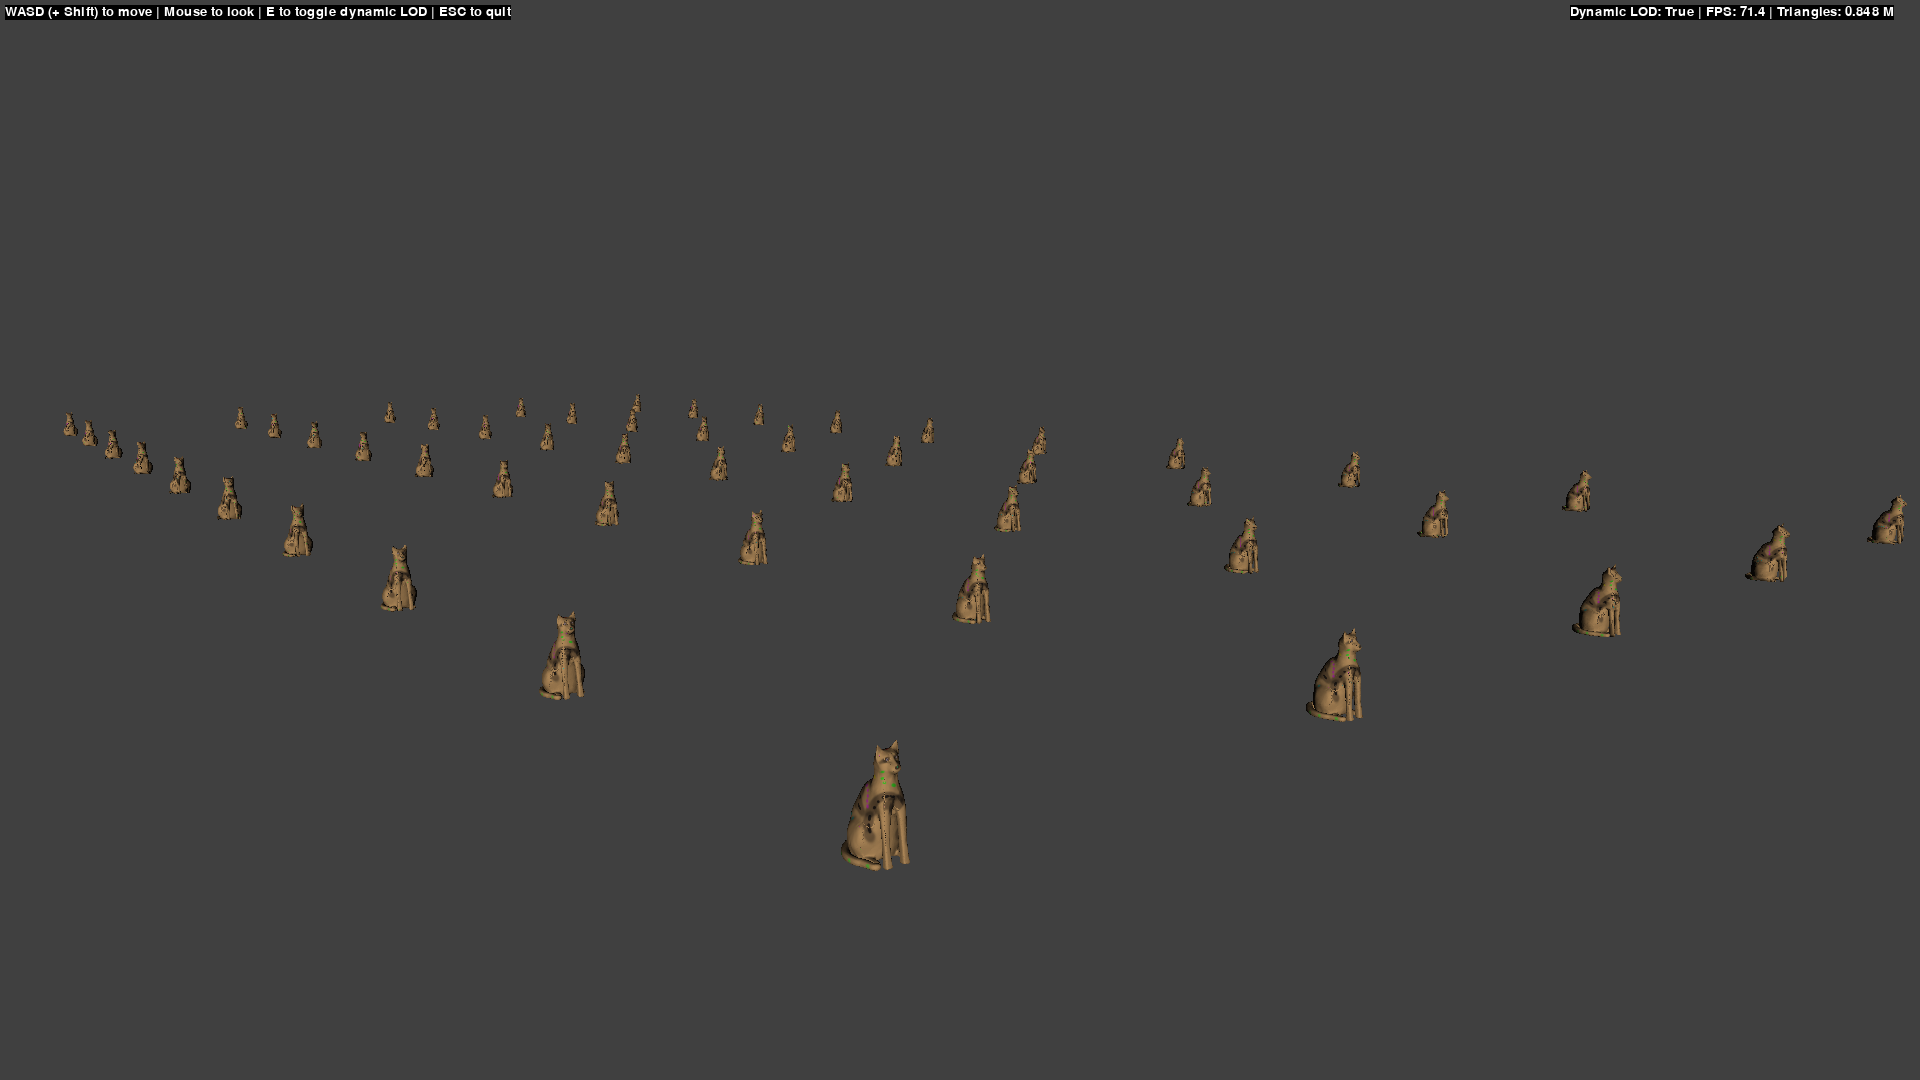 WASD (+ Shift) to move | Mouse to look | E to toggle dynamic LOD | ESC to quit
Dynamic LOD: True | FPS: 71.4 | Triangles: 0.848 M